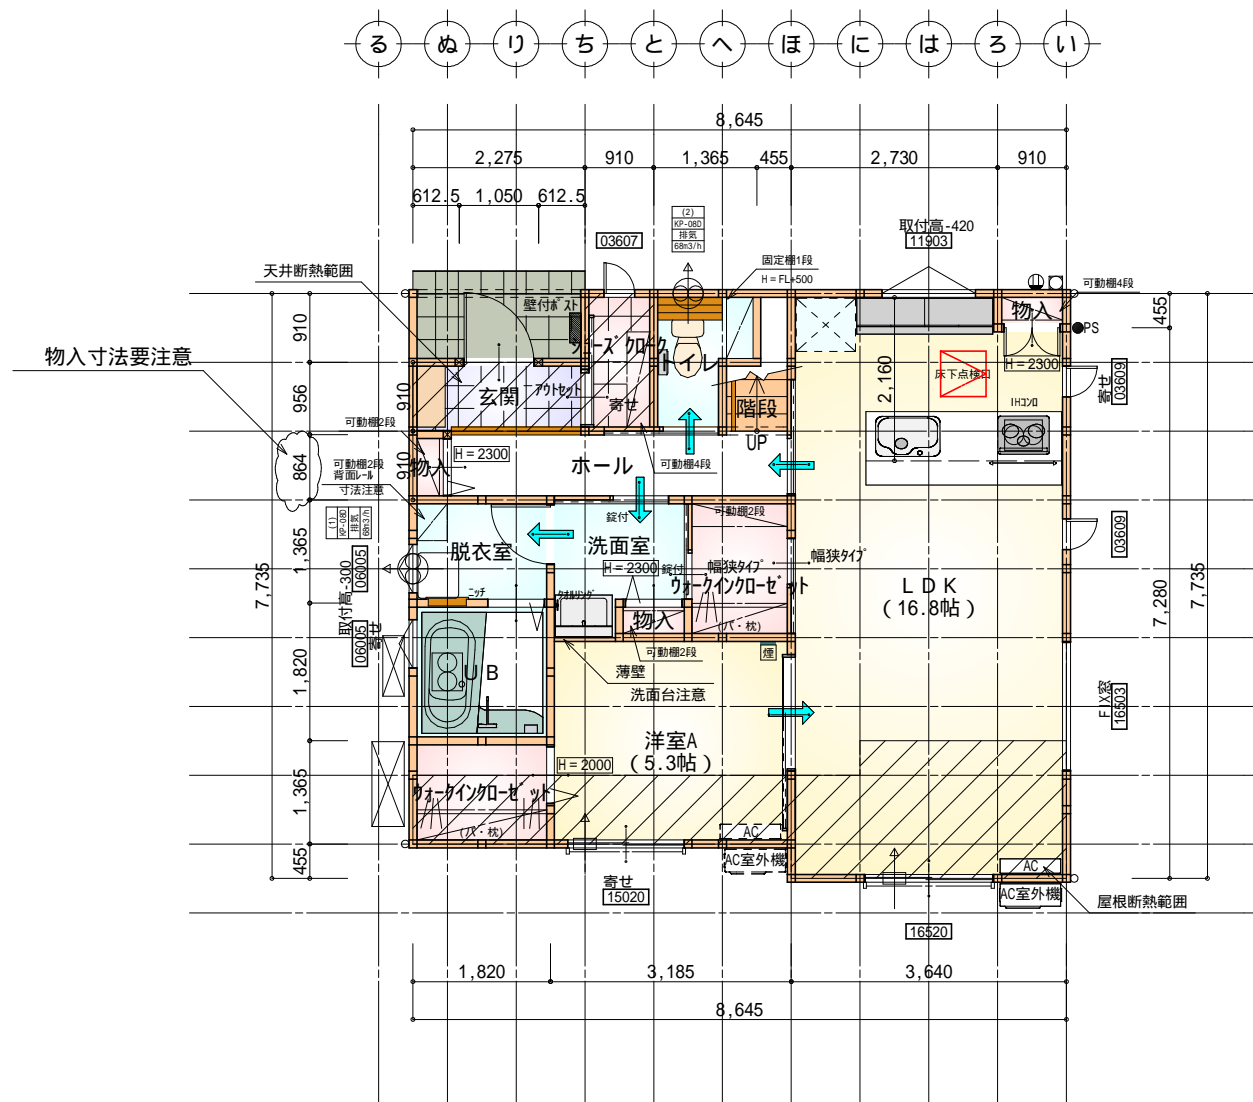 る ぬ り ち と へ ほ に は ろ い
8,645
2,275 910 1,365 455 2,730 910
612.5 1,050 612.5
(2)
KP-08D
排気
68m3/h
03607
取付高-420
11903
固定棚1段
H=FL+500
天井断熱範囲
可動棚4段
壁付ポスト
物入
PS
910
455
シューズクローク
トイレ
物入寸法要注意
床下点検口
H=2300
2,160
03609
寄せ
956
910
玄関
アウトセット
寄せ
階段
IHコンロ
可動棚2段
UP
864
910
物入
H=2300
ホール
可動棚4段
可動棚2段
背面レール
寸法注意
(1)
KP-08D
排気
68m3/h
錠付
可動棚2段
脱衣室
洗面室
幅狭タイプ
幅狭タイプ
03609
1,365
06005
取付高-300
H=2300
錠付
ウォークインクローゼット
LDK
(16.8帖)
7,735
7,280
7,735
ニッチ
タオルリング
物入
(パ・枕)
06005
寄せ
可動棚2段
煙
薄壁
洗面台注意
1,820
UB
FIX窓
16503
洋室A
(5.3帖)
H=2000
1,365
ウォークインクローゼット
(パ・枕)
AC
AC室外機
455
AC
AC室外機
寄せ
15020
屋根断熱範囲
16520
1,820 3,185 3,640
8,645